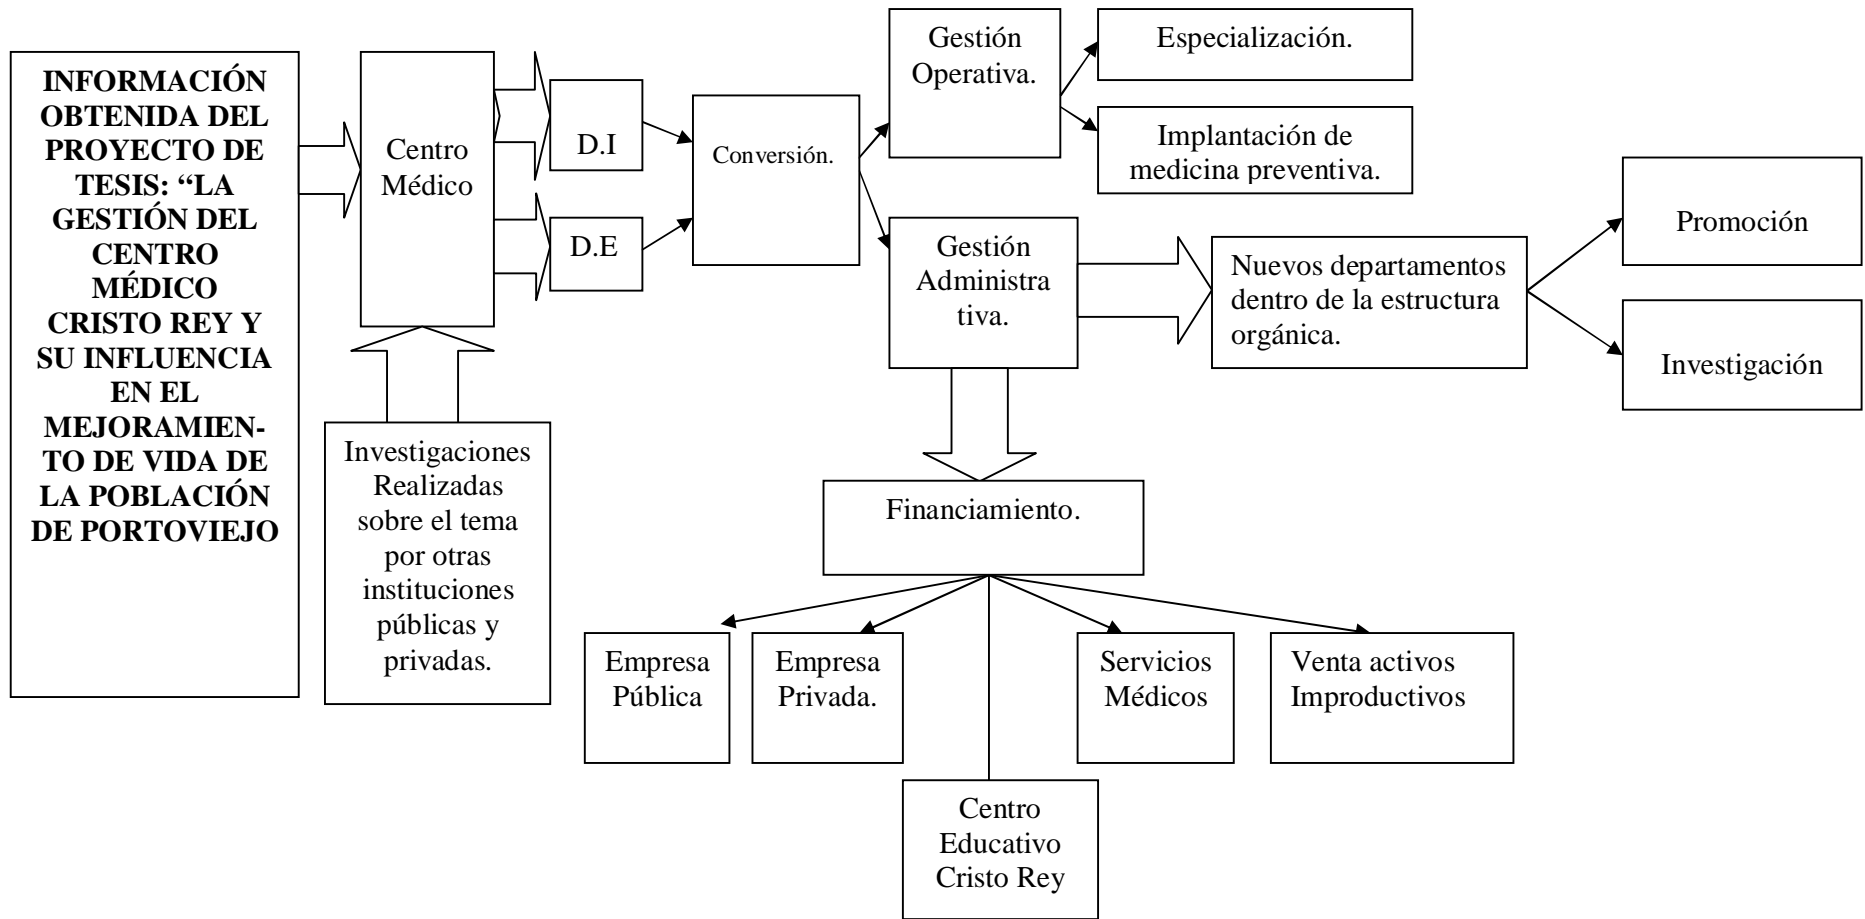 INFORMACIÓN
OBTENIDA DEL
PROYECTO DE
TESIS: “LA
GESTIÓN DEL
CENTRO
MÉDICO
CRISTO REY Y
SU INFLUENCIA
EN EL
MEJORAMIEN-
TO DE VIDA DE
LA POBLACIÓN
DE PORTOVIEJO
Centro
Médico
Investigaciones
Realizadas
sobre el tema
por otras
instituciones
públicas y
privadas.
D.I
D.E
Conversión.
Gestión
Operativa.
Especialización.
Implantación de
medicina preventiva.
Gestión
Administra
tiva.
Nuevos departamentos
dentro de la estructura
orgánica.
Promoción
Investigación
Financiamiento.
Empresa
Pública
Empresa
Privada.
Centro
Educativo
Cristo Rey
Servicios
Médicos
Venta activos
Improductivos